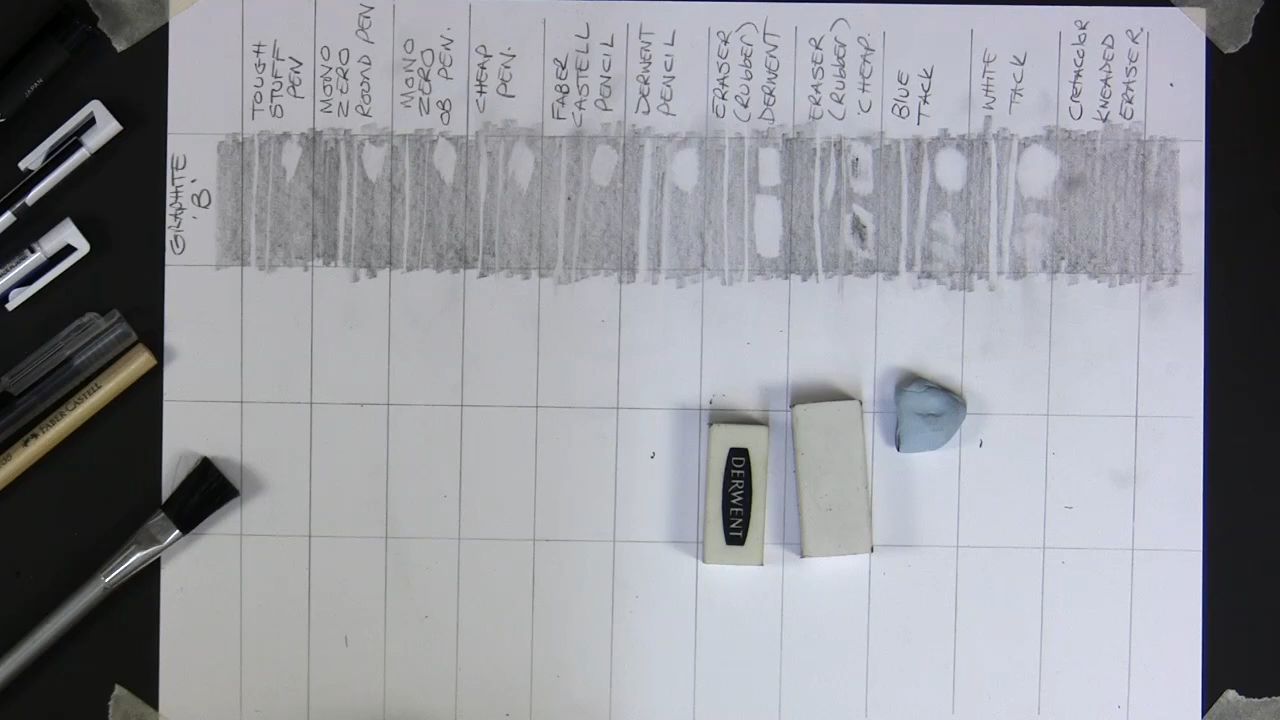 TOUGH
STUFF
PEN
MONO
ZERO
ROUND PEN
MONO
ZERO
OB PEN.
CHEAP
PEN.
FABER
CASTELL
PENCIL
DERWENT
PENCIL
ERASER
(RUBBER)
DERWENT
ERASER
(RUBBER)
CHEAP.
BLUE
TACK
WHITE
TACK
CRETACOLOR
KNEADED
ERASER
GRAPHITE
'B'
JAPAN
FABER-CASTELL
DERWENT